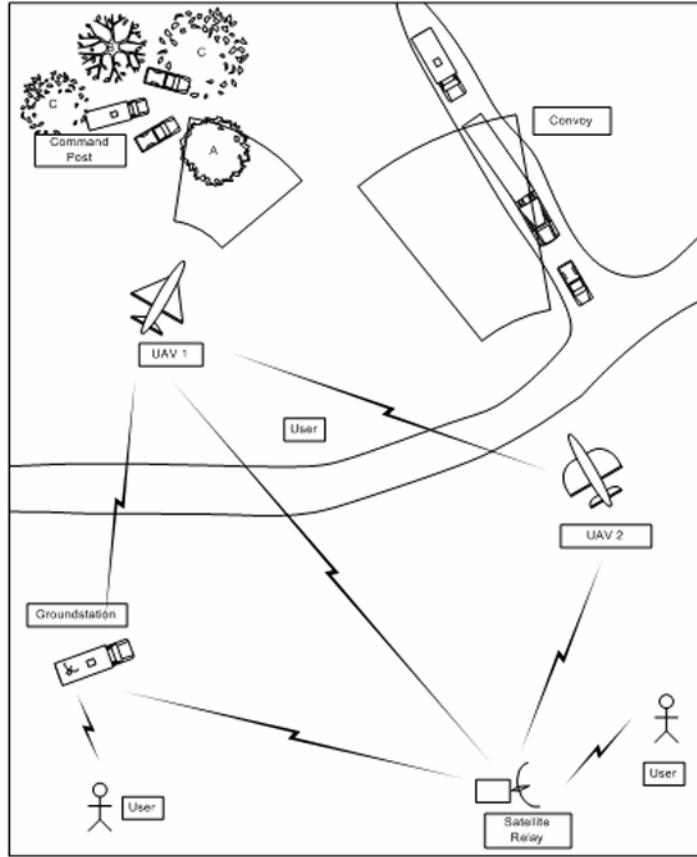 B
C
C
Command
Post
A
Convoy
UAV 1
User
UAV 2
Groundstation
User
User
Satellite
Relay